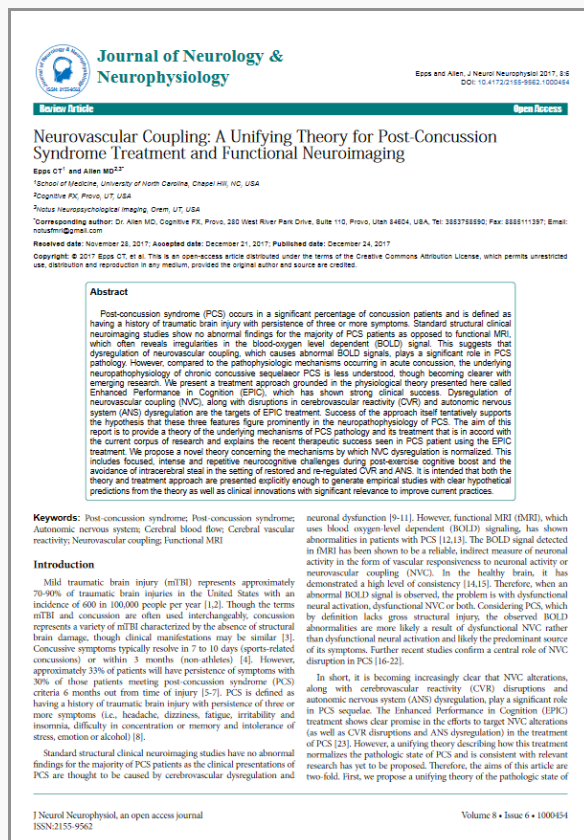 Journal of Neurology &
Neurophysiology
ISSN: 2155-9562
Epps and Allen, J Neurol Neurophysiol 2017, 8:6
DOI: 10.4172/2155-9562.1000454
Review Article
Open Access
Neurovascular Coupling: A Unifying Theory for Post-Concussion
Syndrome Treatment and Functional Neuroimaging
Epps CT1 and Allen MD2,3*
1School of Medicine, University of North Carolina, Chapel Hill, NC, USA
2Cognitive FX, Provo, UT, USA
3Notus Neuropsychological Imaging, Orem, UT, USA
*Corresponding author: Dr. Allen MD, Cognitive FX, Provo, 280 West River Park Drive, Suite 110, Provo, Utah 84604, USA, Tel: 3853758590; Fax: 8888111397; Email:
notusfmri@gmail.com
Received date: November 28, 2017; Accepted date: December 21, 2017; Published date: December 24, 2017
Copyright: © 2017 Epps CT, et al. This is an open-access article distributed under the terms of the Creative Commons Attribution License, which permits unrestricted
use, distribution and reproduction in any medium, provided the original author and source are credited.
Abstract
Post-concussion syndrome (PCS) occurs in a significant percentage of concussion patients and is defined as
having a history of traumatic brain injury with persistence of three or more symptoms. Standard structural clinical
neuroimaging studies show no abnormal findings for the majority of PCS patients as opposed to functional MRI,
which often reveals irregularities in the blood-oxygen level dependent (BOLD) signal. This suggests that
dysregulation of neurovascular coupling, which causes abnormal BOLD signals, plays a significant role in PCS
pathology. However, compared to the pathophysiologic mechanisms occurring in acute concussion, the underlying
neuropathophysiology of chronic concussive sequelaeor PCS is less understood, though becoming clearer with
emerging research. We present a treatment approach grounded in the physiological theory presented here called
Enhanced Performance in Cognition (EPIC), which has shown strong clinical success. Dysregulation of
neurovascular coupling (NVC), along with disruptions in cerebrovascular reactivity (CVR) and autonomic nervous
system (ANS) dysregulation are the targets of EPIC treatment. Success of the approach itself tentatively supports
the hypothesis that these three features figure prominently in the neuropathophysiology of PCS. The aim of this
report is to provide a theory of the underlying mechanisms of PCS pathology and its treatment that is in accord with
the current corpus of research and explains the recent therapeutic success seen in PCS patient using the EPIC
treatment. We propose a novel theory concerning the mechanisms by which NVC dysregulation is normalized. This
includes focused, intense and repetitive neurocognitive challenges during post-exercise cognitive boost and the
avoidance of intracerebral steal in the setting of restored and re-regulated CVR and ANS. It is intended that both the
theory and treatment approach are presented explicitly enough to generate empirical studies with clear hypothetical
predictions from the theory as well as clinical innovations with significant relevance to improve current practices.
Keywords: Post-concussion syndrome; Post-concussion syndrome;
Autonomic nervous system; Cerebral blood flow; Cerebral vascular
reactivity; Neurovascular coupling; Functional MRI
Introduction
Mild traumatic brain injury (mTBI) represents approximately
70-90% of traumatic brain injuries in the United States with an
incidence of 600 in 100,000 people per year [1,2]. Though the terms
mTBI and concussion are often used interchangeably, concussion
represents a variety of mTBI characterized by the absence of structural
brain damage, though clinical manifestations may be similar [3].
Concussive symptoms typically resolve in 7 to 10 days (sports-related
concussions) or within 3 months (non-athletes) [4]. However,
approximately 33% of patients will have persistence of symptoms with
30% of those patients meeting post-concussion syndrome (PCS)
criteria 6 months out from time of injury [5-7]. PCS is defined as
having a history of traumatic brain injury with persistence of three or
more symptoms (i.e., headache, dizziness, fatigue, irritability and
insomnia, difficulty in concentration or memory and intolerance of
stress, emotion or alcohol) [8].
Standard structural clinical neuroimaging studies have no abnormal
findings for the majority of PCS patients as the clinical presentations of
PCS are thought to be caused by cerebrovascular dysregulation and
neuronal dysfunction [9-11]. However, functional MRI (fMRI), which
uses blood oxygen-level dependent (BOLD) signaling, has shown
abnormalities in patients with PCS [12,13]. The BOLD signal detected
in fMRI has been shown to be a reliable, indirect measure of neuronal
activity in the form of vascular responsiveness to neuronal activity or
neurovascular coupling (NVC). In the healthy brain, it has
demonstrated a high level of consistency [14,15]. Therefore, when an
abnormal BOLD signal is observed, the problem is with dysfunctional
neural activation, dysfunctional NVC or both. Considering PCS, which
by definition lacks gross structural injury, the observed BOLD
abnormalities are more likely a result of dysfunctional NVC rather
than dysfunctional neural activation and likely the predominant source
of its symptoms. Further recent studies confirm a central role of NVC
disruption in PCS [16-22].
In short, it is becoming increasingly clear that NVC alterations,
along with cerebrovascular reactivity (CVR) disruptions and
autonomic nervous system (ANS) dysregulation, play a significant role
in PCS sequelae. The Enhanced Performance in Cognition (EPIC)
treatment shows clear promise in the efforts to target NVC alterations
(as well as CVR disruptions and ANS dysregulation) in the treatment
of PCS [23]. However, a unifying theory describing how this treatment
normalizes the pathologic state of PCS and is consistent with relevant
research has yet to be proposed. Therefore, the aims of this article are
two-fold. First, we propose a unifying theory of the pathologic state of
J Neurol Neurophysiol, an open access journal
ISSN:2155-9562
Volume 8 • Issue 6 • 1000454